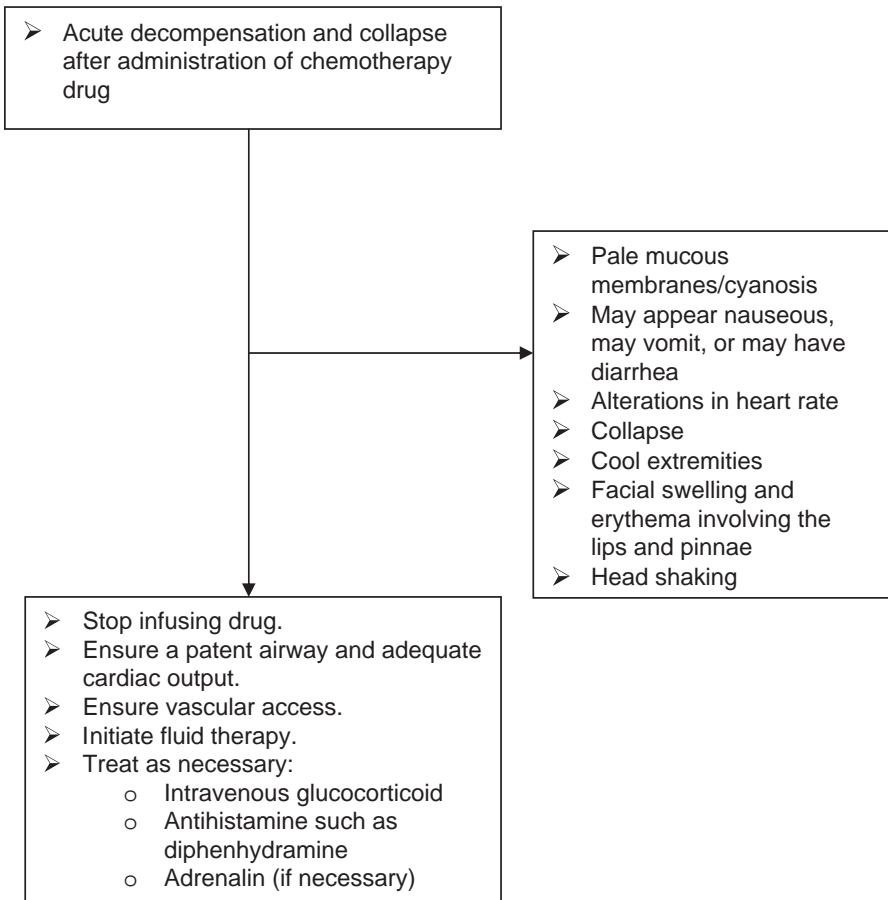 ➢ Acute decompensation and collapse
after administration of chemotherapy
drug
➢ Pale mucous
membranes/cyanosis
➢ May appear nauseous,
may vomit, or may have
diarrhea
➢ Alterations in heart rate
➢ Collapse
➢ Cool extremities
➢ Facial swelling and
erythema involving the
lips and pinnae
➢ Head shaking
➢ Stop infusing drug.
➢ Ensure a patent airway and adequate
cardiac output.
➢ Ensure vascular access.
➢ Initiate fluid therapy.
➢ Treat as necessary:
o Intravenous glucocorticoid
o Antihistamine such as
diphenhydramine
o Adrenalin (if necessary)